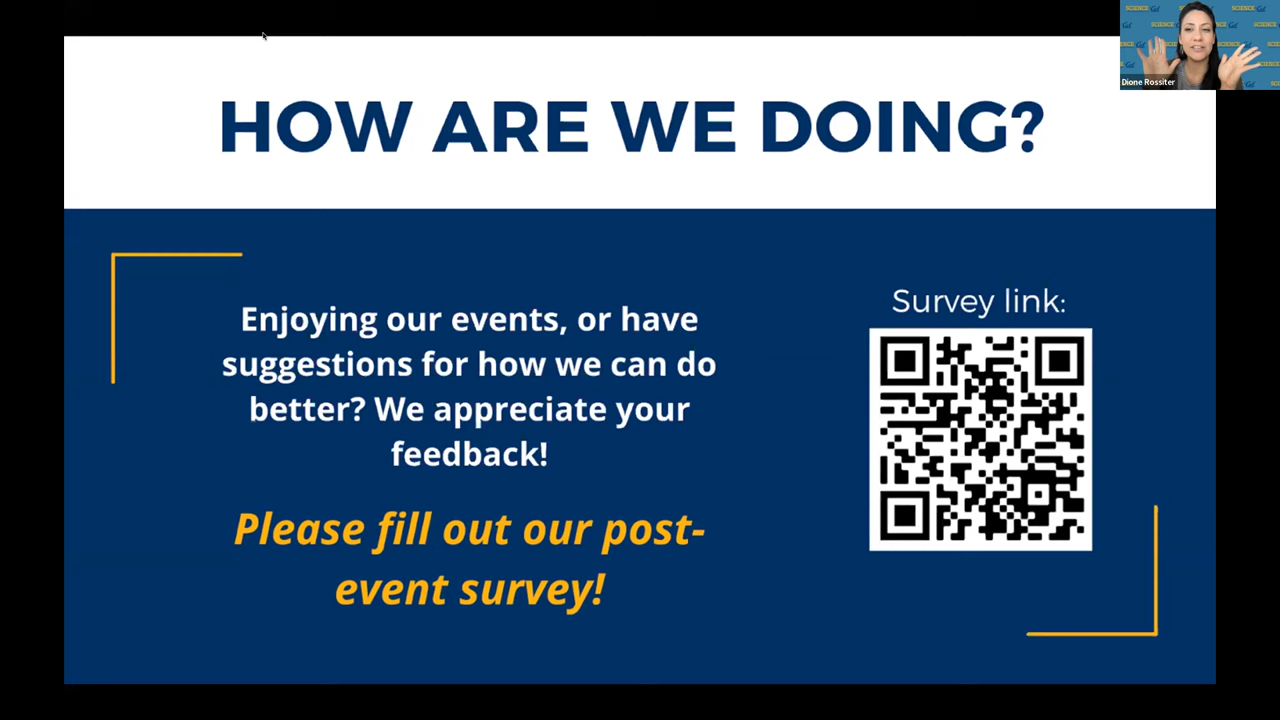 HOW ARE WE DOING?
Enjoying our events, or have
suggestions for how we can do
better? We appreciate your
feedback!
Please fill out our post-
event survey!
Survey link:
Dione Rossiter
SCIENCE